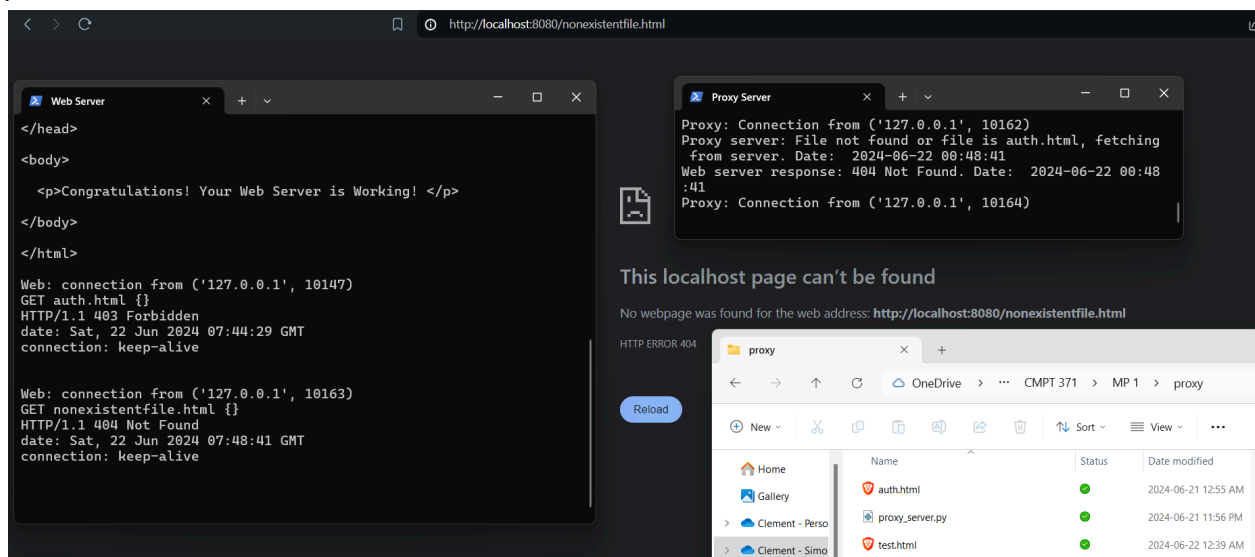 http://localhost:8080/nonexistentfile.html
Web Server
</head>
<body>
<p>Congratulations! Your Web Server is Working! </p>
</body>
</html>
Web: connection from ('127.0.0.1', 10147)
GET auth.html {}
HTTP/1.1 403 Forbidden
date: Sat, 22 Jun 2024 07:44:29 GMT
connection: keep-alive
Web: connection from ('127.0.0.1', 10163)
GET nonexistentfile.html {}
HTTP/1.1 404 Not Found
date: Sat, 22 Jun 2024 07:48:41 GMT
connection: keep-alive
Proxy Server
Proxy: Connection from ('127.0.0.1', 10162)
Proxy server: File not found or file is auth.html, fetching
from server. Date:  2024-06-22 00:48:41
Web server response: 404 Not Found. Date:  2024-06-22 00:48
:41
Proxy: Connection from ('127.0.0.1', 10164)
This localhost page can't be found
No webpage was found for the web address: http://localhost:8080/nonexistentfile.html
HTTP ERROR 404
Reload
proxy
OneDrive > ··· CMPT 371 > MP 1 > proxy
New Sort View ···
Name Status Date modified
Home
Gallery
Clement - Perso
Clement - Simo
auth.html 2024-06-21 12:55 AM
proxy_server.py 2024-06-21 11:56 PM
test.html 2024-06-22 12:39 AM